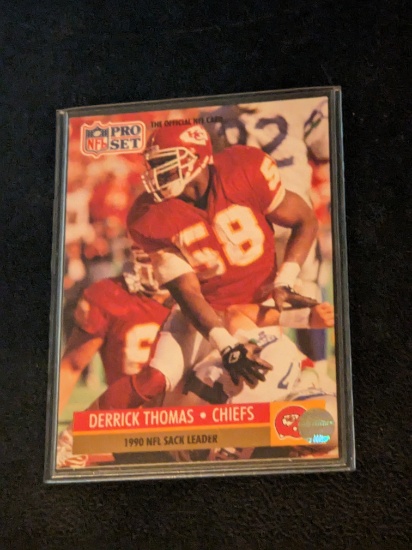 NFL
PRO
SET
THE OFFICIAL NFL CARD
58
DERRICK THOMAS • CHIEFS
1990 NFL SACK LEADER